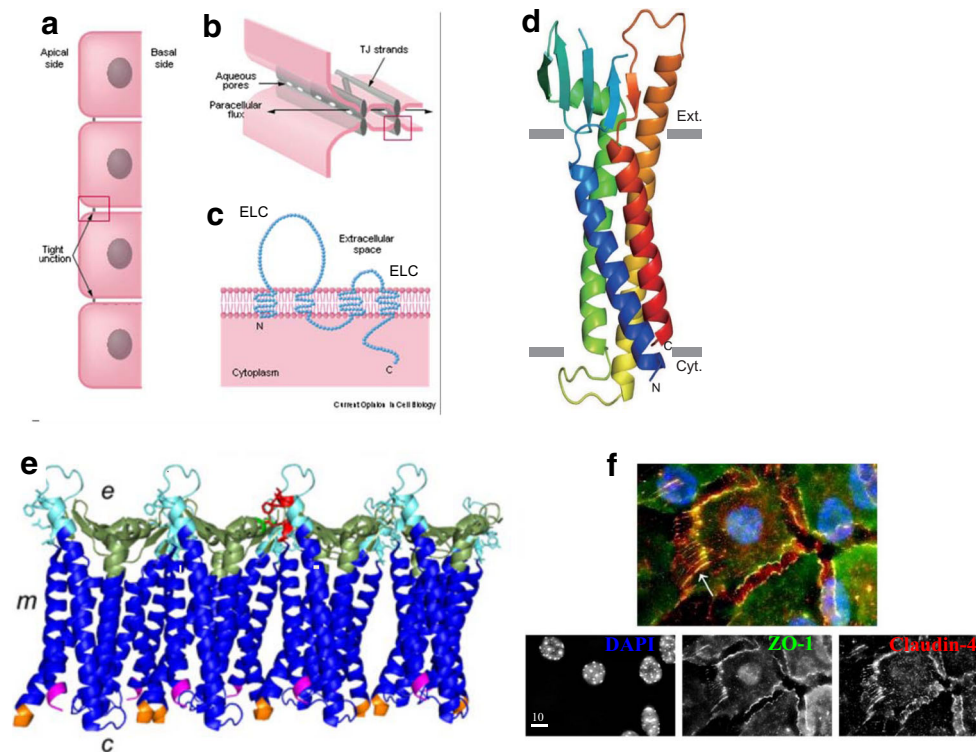 a
Apical
side
Basal
side
Tight
junction
b
TJ strands
Aqueous
pores
Paracellular
flux
c
ELC
Extracellular
space
ELC
N
Cytoplasm
C
Current Opinion in Cell Biology
d
Ext.
C
Cyt.
N
e
e
m
c
f
DAPI
ZO-1
Claudin-4
10